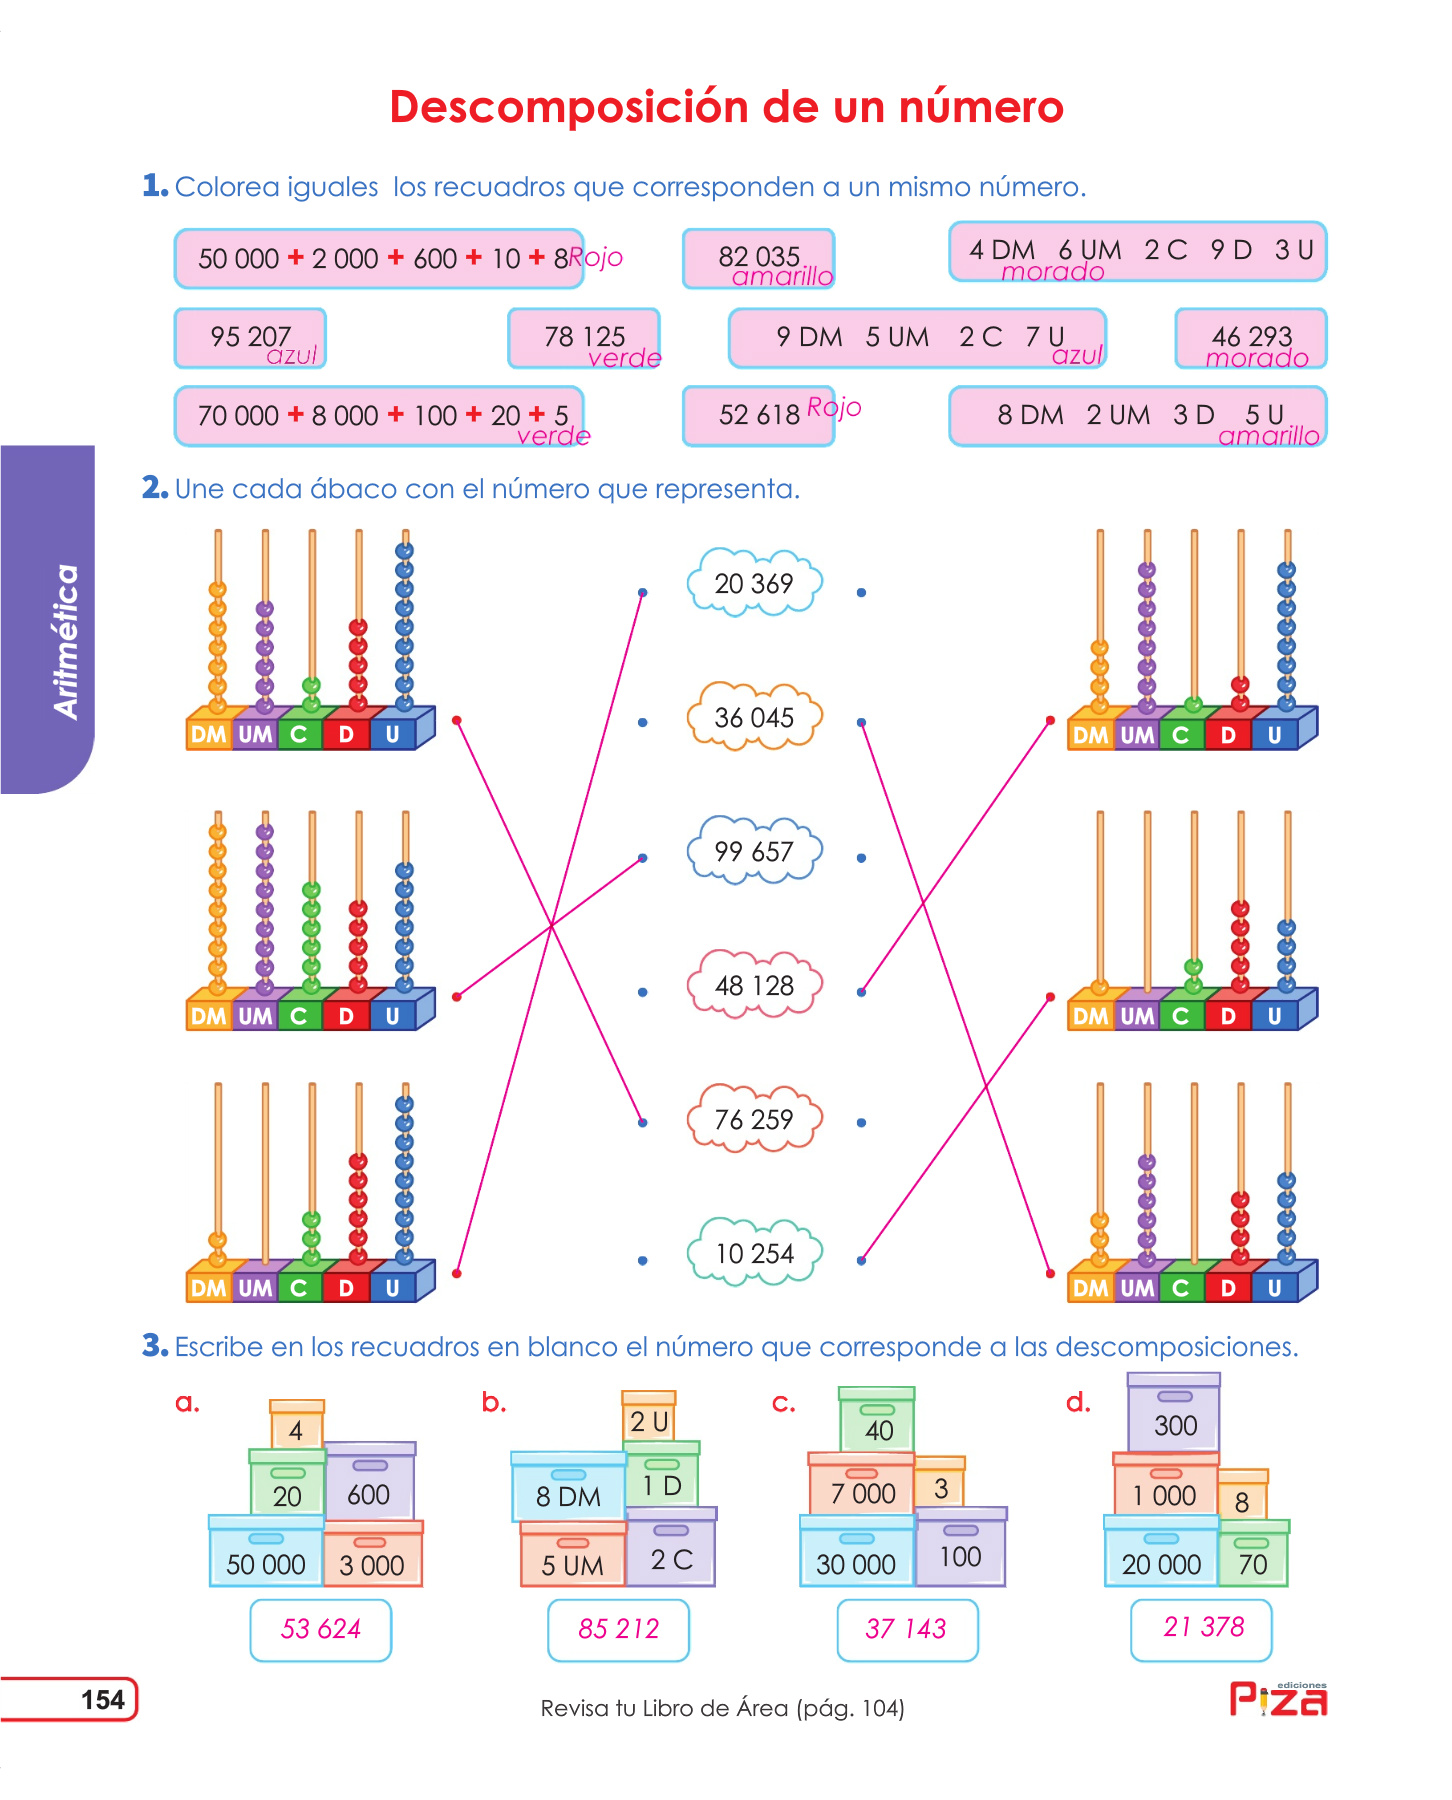 Descomposición de un número
1. Colorea iguales los recuadros que corresponden a un mismo número.
50 000 + 2 000 + 600 + 10 + 8 Rojo
82 035
amarillo
4 DM 6 UM 2 C 9 D 3 U
morado
95 207
azul
78 125
verde
9 DM 5 UM 2 C 7 U
azul
46 293
morado
70 000 + 8 000 + 100 + 20 + 5
verde
52 618 Rojo
8 DM 2 UM 3 D 5 U
amarillo
Aritmética
2. Une cada ábaco con el número que representa.
20 369
36 045
DM UM C D U
DM UM C D U
99 657
48 128
DM UM C D U
DM UM C D U
76 259
10 254
DM UM C D U
DM UM C D U
3. Escribe en los recuadros en blanco el número que corresponde a las descomposiciones.
a.
4
20
600
50 000
3 000
53 624
b.
2 U
8 DM
1 D
5 UM
2 C
85 212
c.
40
7 000
3
30 000
100
37 143
d.
300
1 000
8
20 000
70
21 378
154
Revisa tu Libro de Área (pág. 104)
ediciones
Piza